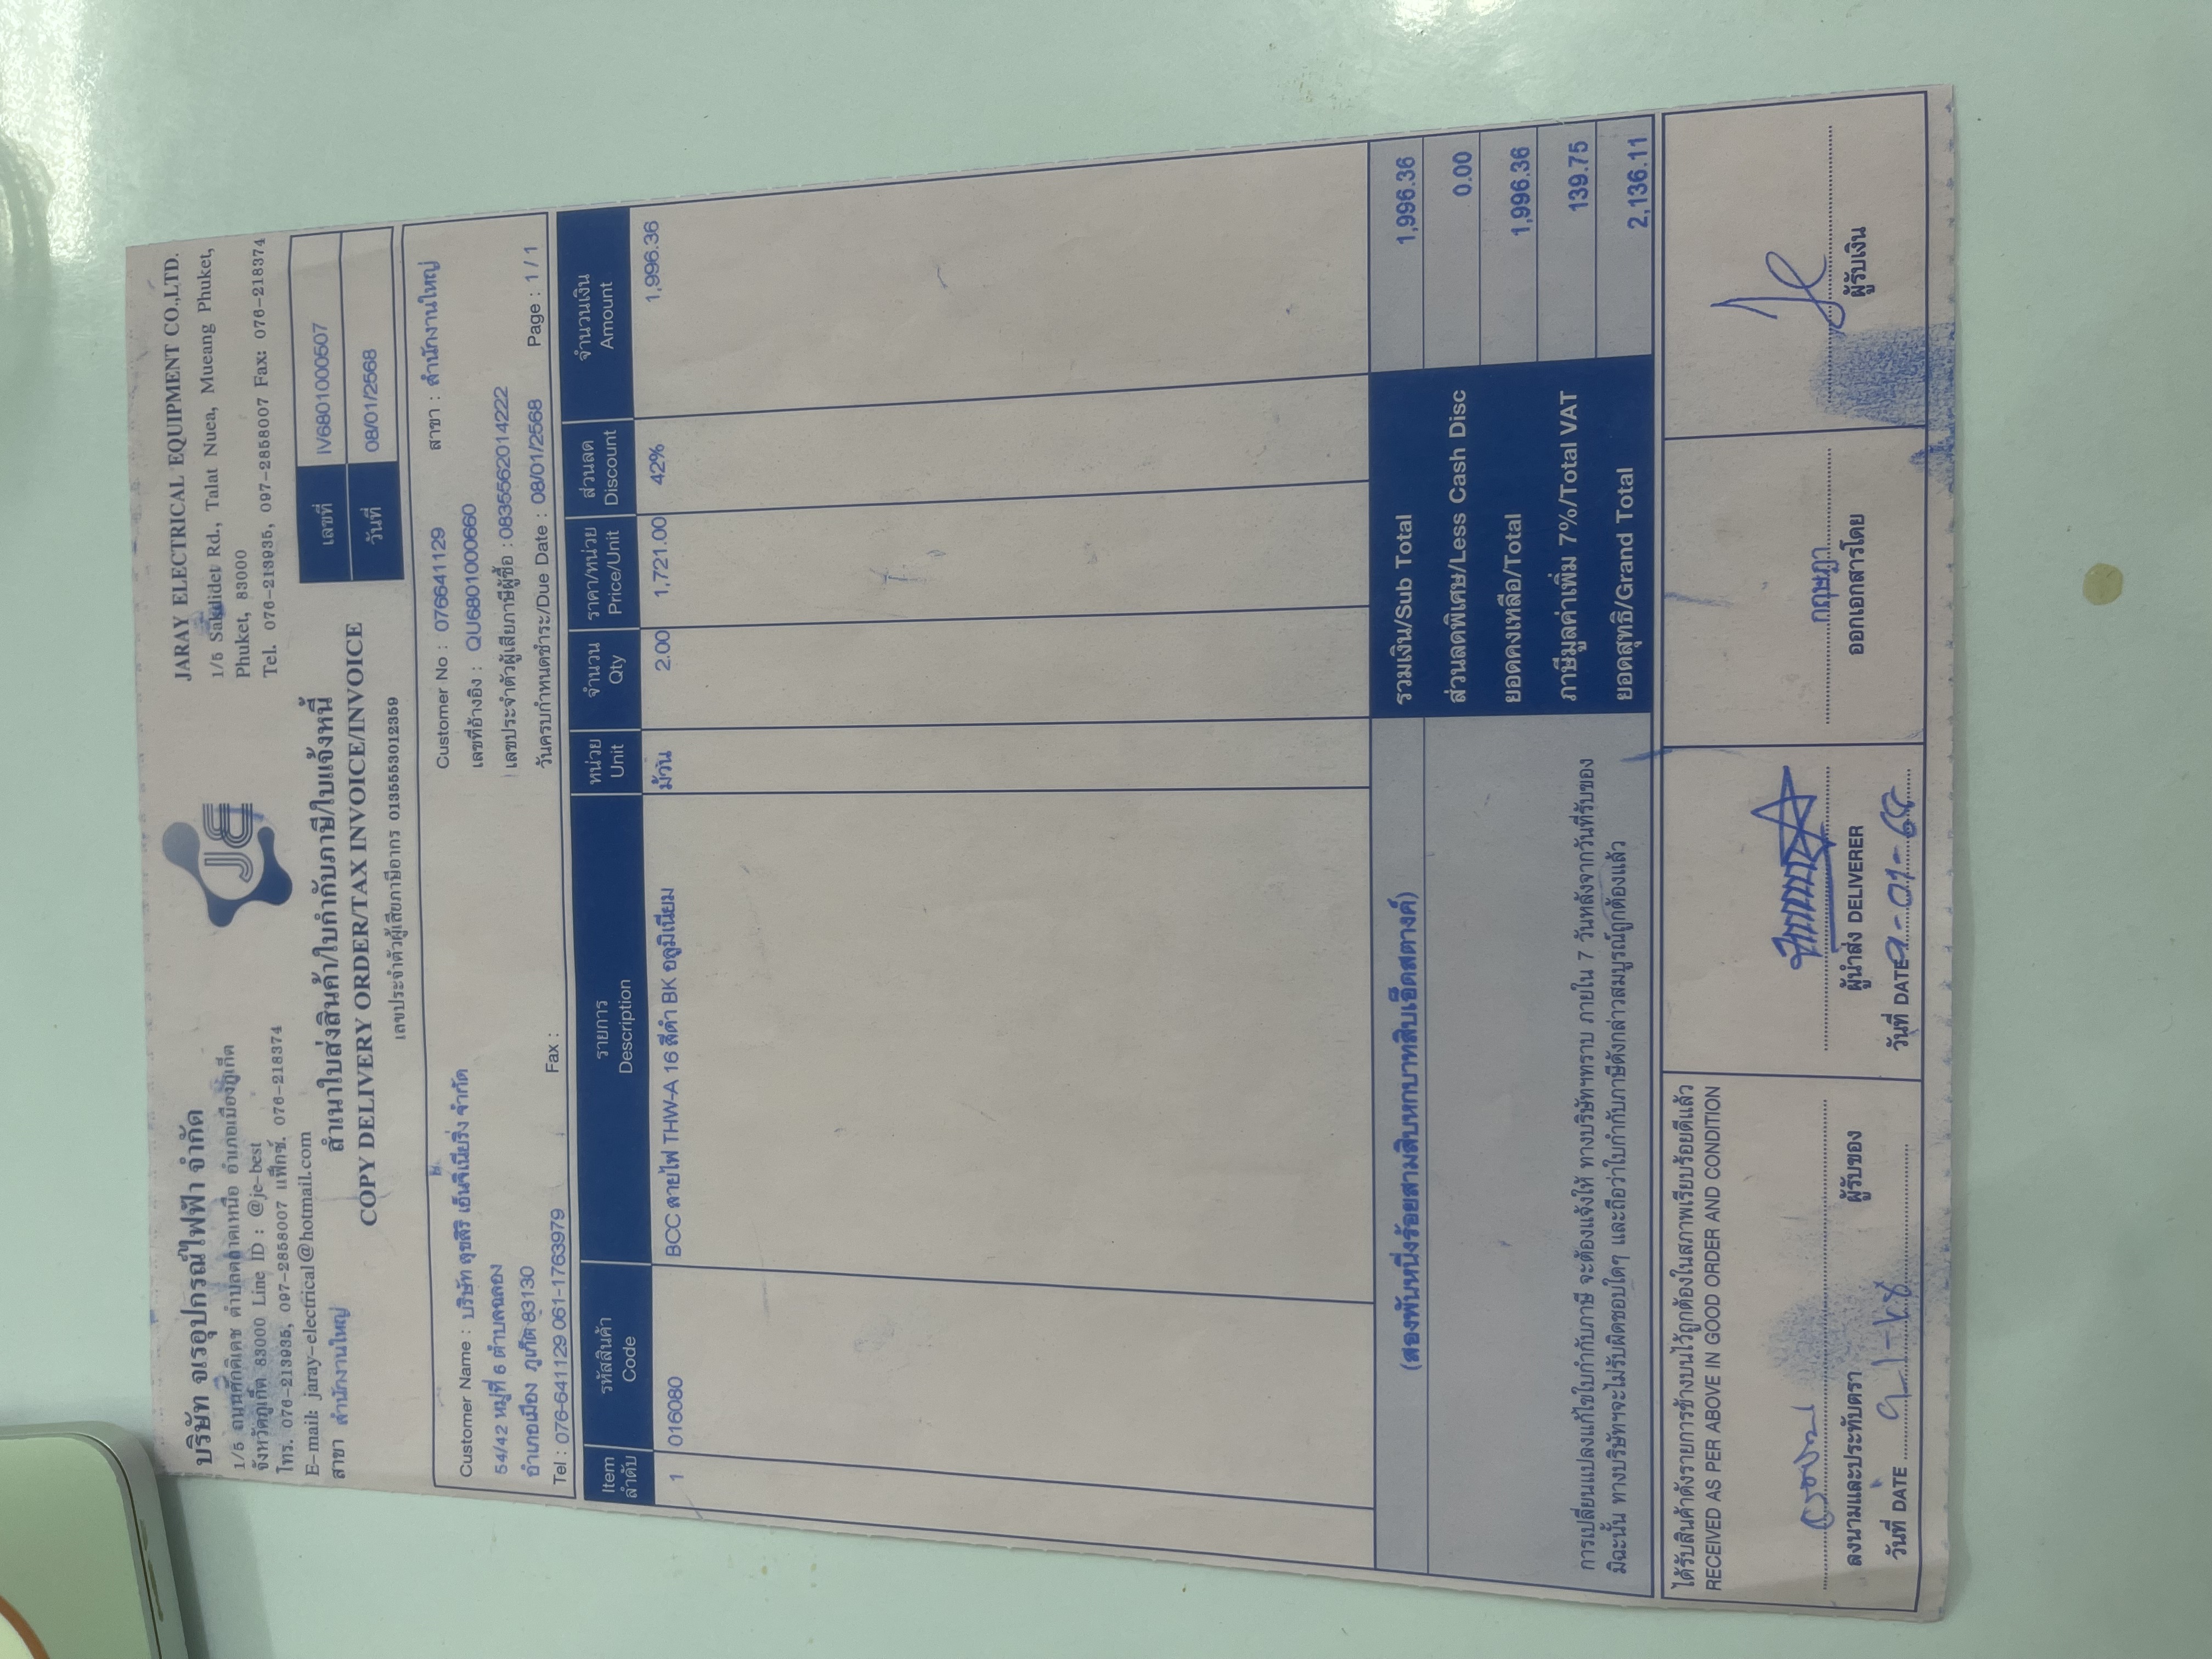 บริษัท จเรอุปกรณ์ไฟฟ้า จำกัด
1/5 ถนนศักดิเดช ตำบลตลาดเหนือ อำเภอเมืองภูเก็ต
จังหวัดภูเก็ต 83000 Line ID : @je-best
โทร. 076-213935, 097-2858007 แฟ็กซ์. 076-218374
E-mail: jaray-electrical@hotmail.com
สาขา สำนักงานใหญ่
JE
JARAY ELECTRICAL EQUIPMENT CO.,LTD.
1/5 Sakdidet Rd., Talat Nuea, Mueang Phuket,
Phuket, 83000
Tel. 076-213935, 097-2858007 Fax: 076-218374
สำเนาใบส่งสินค้า/ใบกำกับภาษี/ใบแจ้งหนี้
COPY DELIVERY ORDER/TAX INVOICE/INVOICE
เลขประจำตัวผู้เสียภาษีอากร 0135553012359
เลขที่ IV6801000507
วันที่ 08/01/2568
Customer Name : บริษัท สุขสิริ เอ็นจิเนียริ่ง จำกัด
54/42 หมู่ที่ 6 ตำบลฉลอง
อำเภอเมือง ภูเก็ต 83130
Tel : 076-641129 061-1763979 Fax :
Customer No : 076641129 สาขา : สำนักงานใหญ่
เลขที่อ้างอิง : QU6801000660
เลขประจำตัวผู้เสียภาษีผู้ซื้อ : 0835562014222
วันครบกำหนดชำระ/Due Date : 08/01/2568 Page : 1 / 1
Item รหัสสินค้า รายการ หน่วย จำนวน ราคา/หน่วย ส่วนลด จำนวนเงิน
ลำดับ Code Description Unit Qty Price/Unit Discount Amount
1 016080 BCC สายไฟ THW-A 16 สีดำ BK อลูมิเนียม ม้วน 2.00 1,721.00 42% 1,996.36
(สองพันหนึ่งร้อยสามสิบหกบาทสิบเอ็ดสตางค์)
รวมเงิน/Sub Total 1,996.36
ส่วนลดพิเศษ/Less Cash Disc 0.00
ยอดคงเหลือ/Total 1,996.36
ภาษีมูลค่าเพิ่ม 7%/Total VAT 139.75
ยอดสุทธิ/Grand Total 2,136.11
การเปลี่ยนแปลงแก้ไขใบกำกับภาษี จะต้องแจ้งให้ ทางบริษัทฯทราบ ภายใน 7 วันหลังจากวันที่รับของ
มิฉะนั้น ทางบริษัทฯจะไม่รับผิดชอบใดๆ และถือว่าใบกำกับภาษีดังกล่าวสมบูรณ์ถูกต้องแล้ว
ได้รับสินค้าดังรายการข้างบนไว้ถูกต้องในสภาพเรียบร้อยดีแล้ว
RECEIVED AS PER ABOVE IN GOOD ORDER AND CONDITION
ลงนามและประทับตรา ผู้รับของ
วันที่ DATE
ผู้นำส่ง DELIVERER
วันที่ DATE 9-01-68
กฤษฎา
ออกเอกสารโดย
Je
ผู้รับเงิน